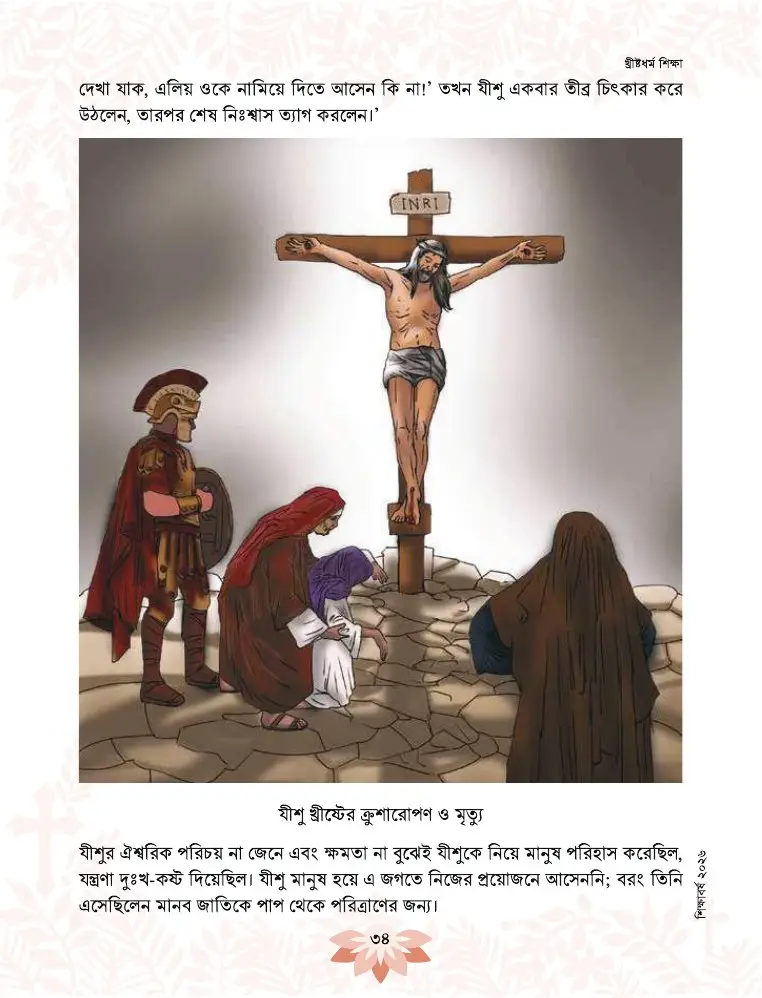 খ্রীষ্টধর্ম শিক্ষা
দেখা যাক, এলিয় ওকে নামিয়ে দিতে আসেন কি না!’ তখন যীশু একবার তীব্র চিৎকার করে
উঠলেন, তারপর শেষ নিঃশ্বাস ত্যাগ করলেন।’
INRI
যীশু খ্রীষ্টের ক্রুশারোপণ ও মৃত্যু
যীশুর ঐশ্বরিক পরিচয় না জেনে এবং ক্ষমতা না বুঝেই যীশুকে নিয়ে মানুষ পরিহাস করেছিল,
যন্ত্রণা দুঃখ-কষ্ট দিয়েছিল। যীশু মানুষ হয়ে এ জগতে নিজের প্রয়োজনে আসেননি; বরং তিনি
এসেছিলেন মানব জাতিকে পাপ থেকে পরিত্রাণের জন্য।
শিক্ষাবর্ষ ২০২৬
৩৪